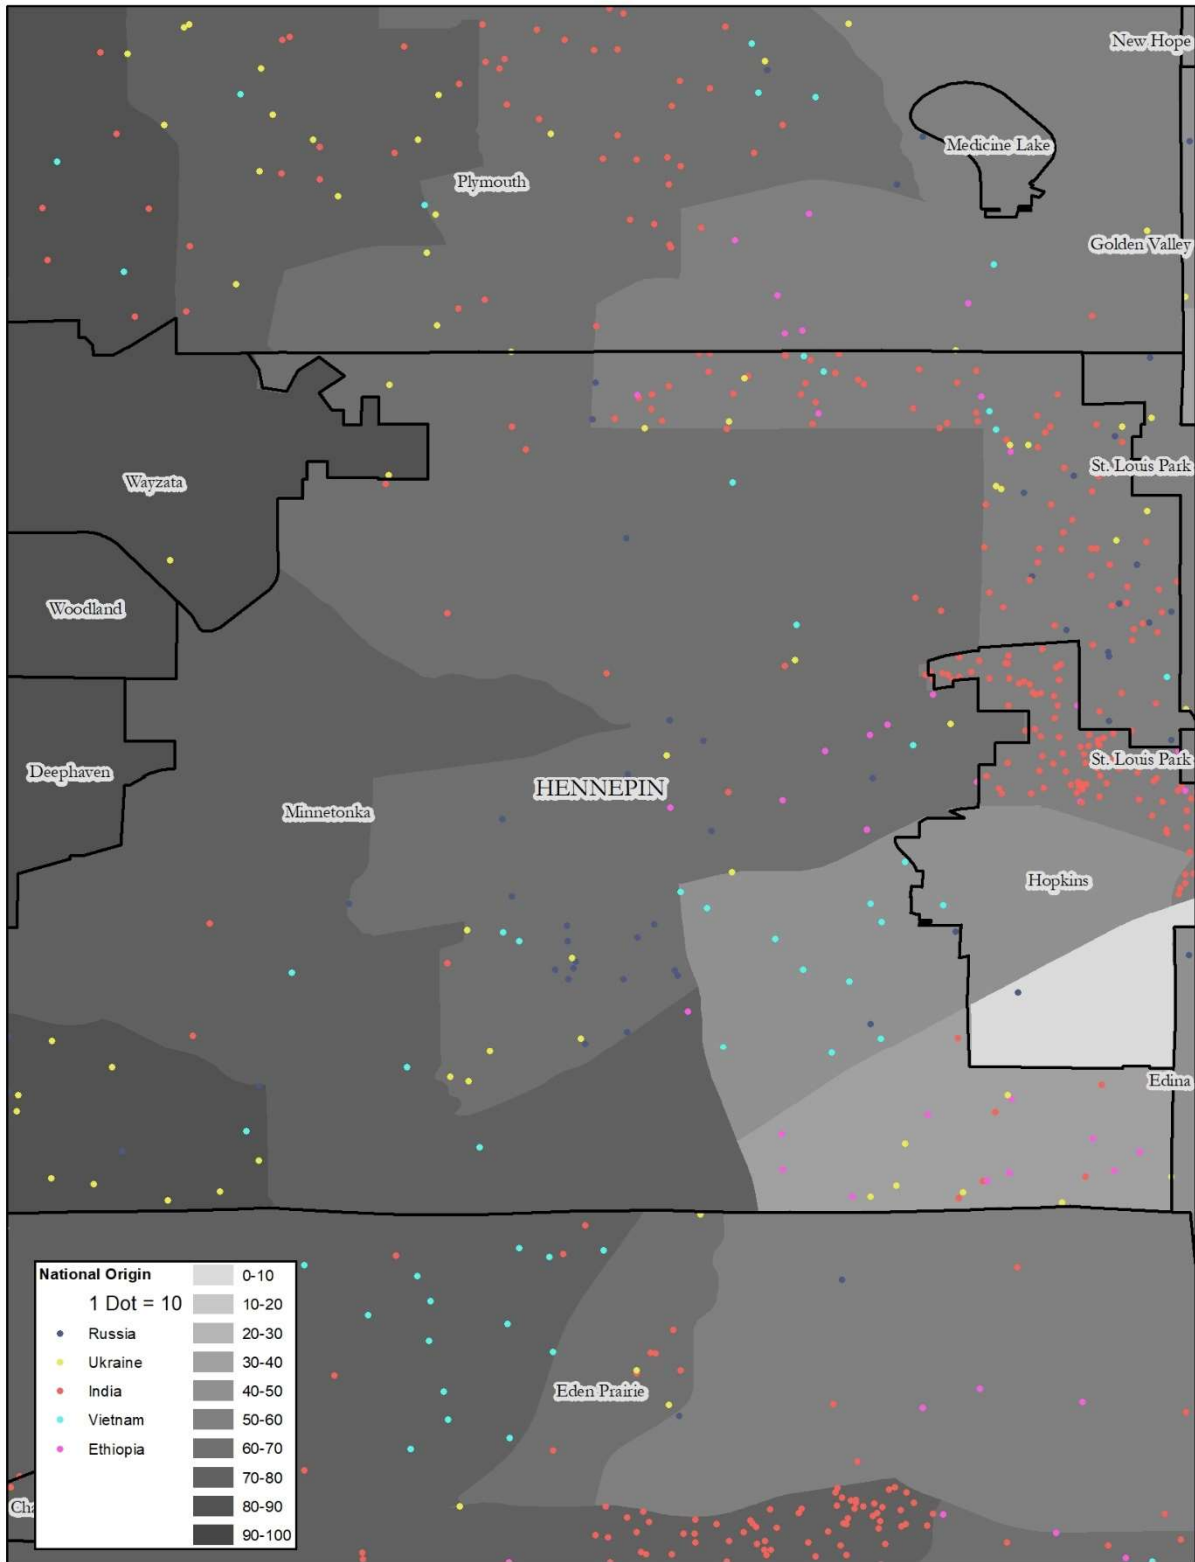 New Hope
Medicine Lake
Plymouth
Golden Valley
St. Louis Park
Wayzata
Woodland
St. Louis Park
Deephaven
HENNEPIN
Minnetonka
Hopkins
Edina
Eden Prairie
Cha
National Origin
1 Dot = 10
Russia
Ukraine
India
Vietnam
Ethiopia
0-10
10-20
20-30
30-40
40-50
50-60
60-70
70-80
80-90
90-100